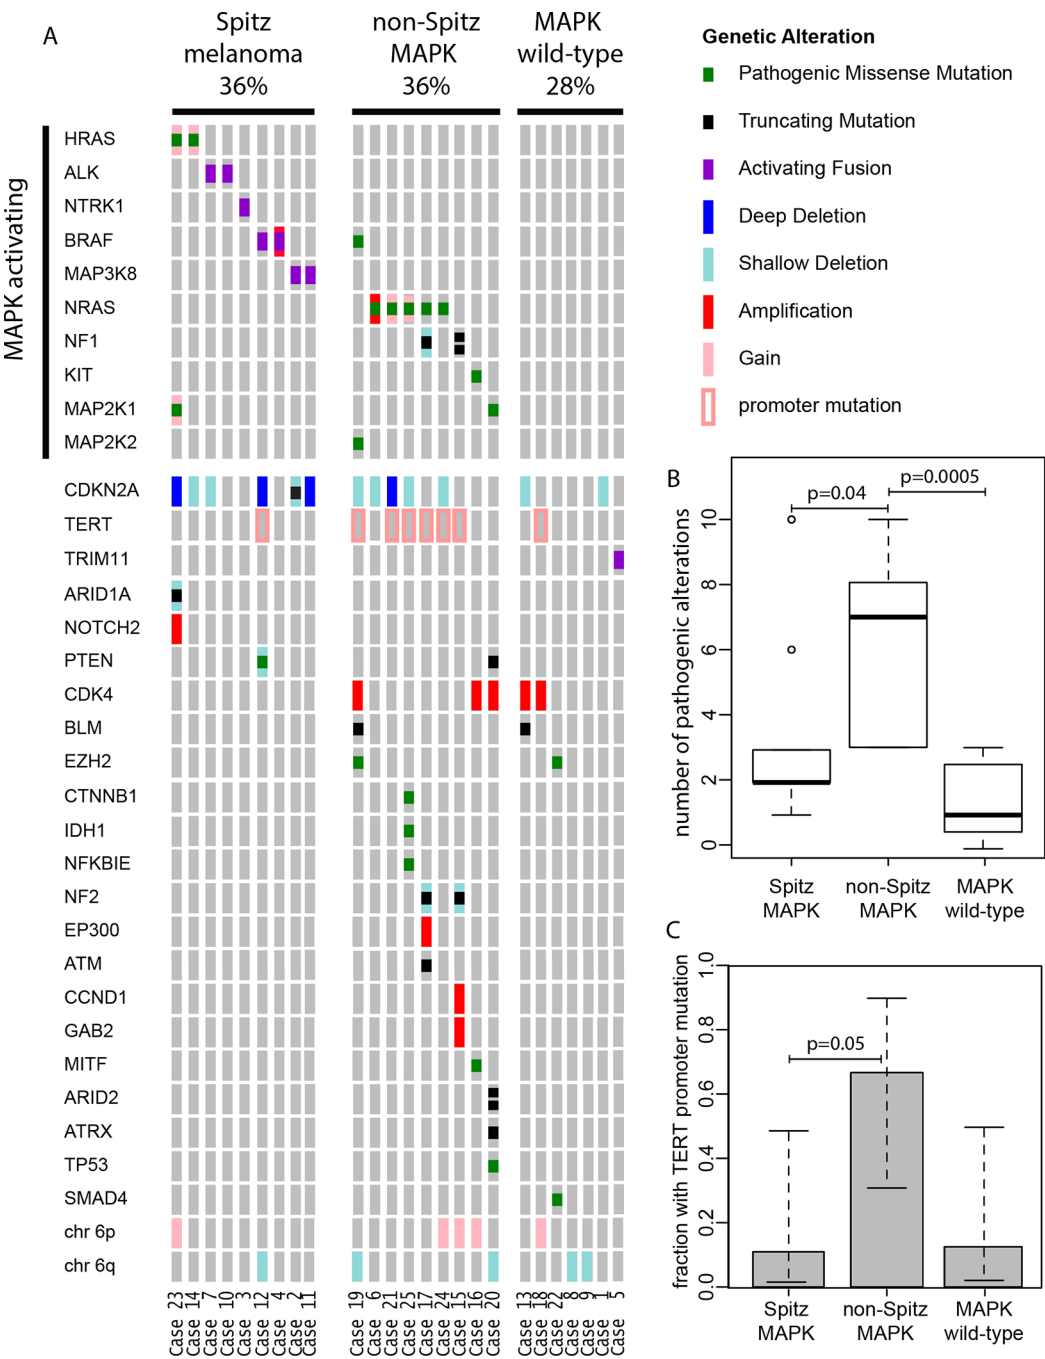 A
Spitz
melanoma
36%
non-Spitz
MAPK
36%
MAPK
wild-type
28%
MAPK activating
HRAS
ALK
NTRK1
BRAF
MAP3K8
NRAS
NF1
KIT
MAP2K1
MAP2K2
CDKN2A
TERT
TRIM11
ARID1A
NOTCH2
PTEN
CDK4
BLM
EZH2
CTNNB1
IDH1
NFKBIE
NF2
EP300
ATM
CCND1
GAB2
MITF
ARID2
ATRX
TP53
SMAD4
chr 6p
chr 6q
Case 23
Case 14
Case 7
Case 10
Case 3
Case 12
Case 4
Case 2
Case 11
Case 19
Case 6
Case 21
Case 25
Case 17
Case 24
Case 15
Case 16
Case 20
Case 13
Case 18
Case 22
Case 8
Case 9
Case 1
Case 5
Genetic Alteration
Pathogenic Missense Mutation
Truncating Mutation
Activating Fusion
Deep Deletion
Shallow Deletion
Amplification
Gain
promoter mutation
B
number of pathogenic alterations
10
8
6
4
2
0
p=0.04
p=0.0005
Spitz
MAPK
non-Spitz
MAPK
MAPK
wild-type
C
fraction with TERT promoter mutation
1.0
0.8
0.6
0.4
0.2
0.0
p=0.05
Spitz
MAPK
non-Spitz
MAPK
MAPK
wild-type